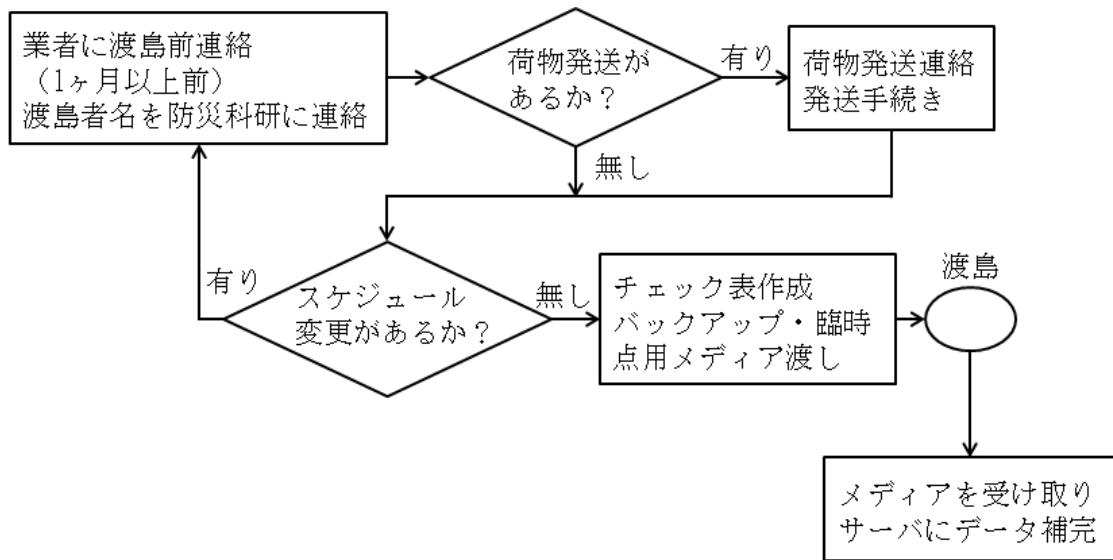 業者に渡島前連絡
（1ヶ月以上前）
渡島者名を防災科研に連絡
荷物発送が
あるか？
有り
荷物発送連絡
発送手続き
無し
有り
スケジュール
変更があるか？
無し
チェック表作成
バックアップ・臨時
点用メディア渡し
渡島
メディアを受け取り
サーバにデータ補完